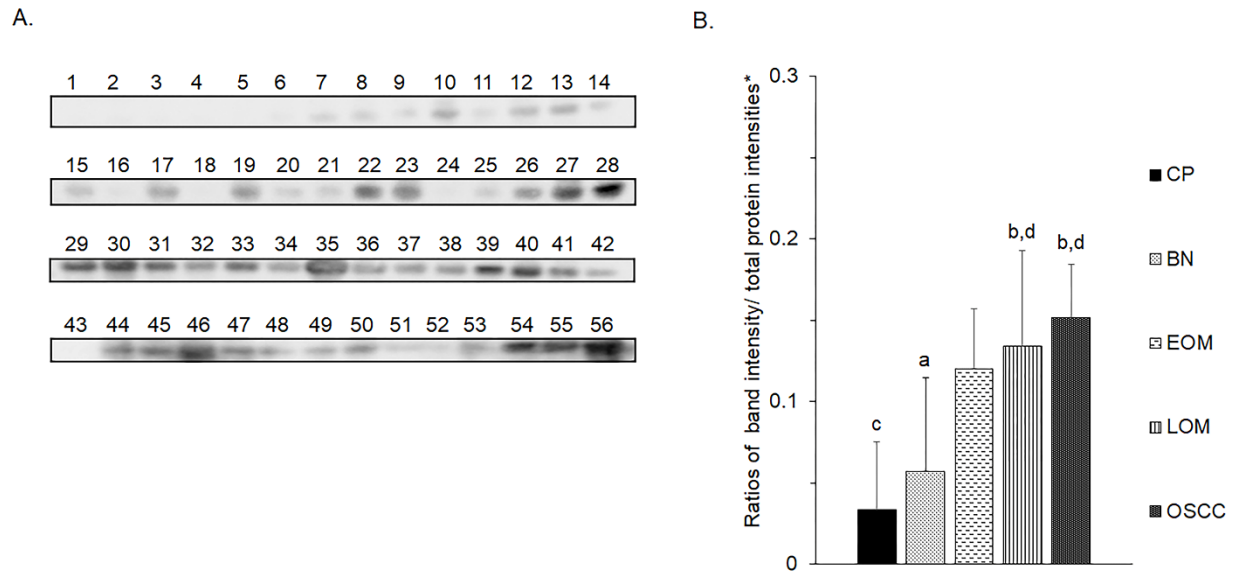 A.
1 2 3 4 5 6 7 8 9 10 11 12 13 14
15 16 17 18 19 20 21 22 23 24 25 26 27 28
29 30 31 32 33 34 35 36 37 38 39 40 41 42
43 44 45 46 47 48 49 50 51 52 53 54 55 56
B.
Ratios of band intensity/ total protein intensities*
0.3
0.2
0.1
0
c
a
b,d
b,d
CP
BN
EOM
LOM
OSCC